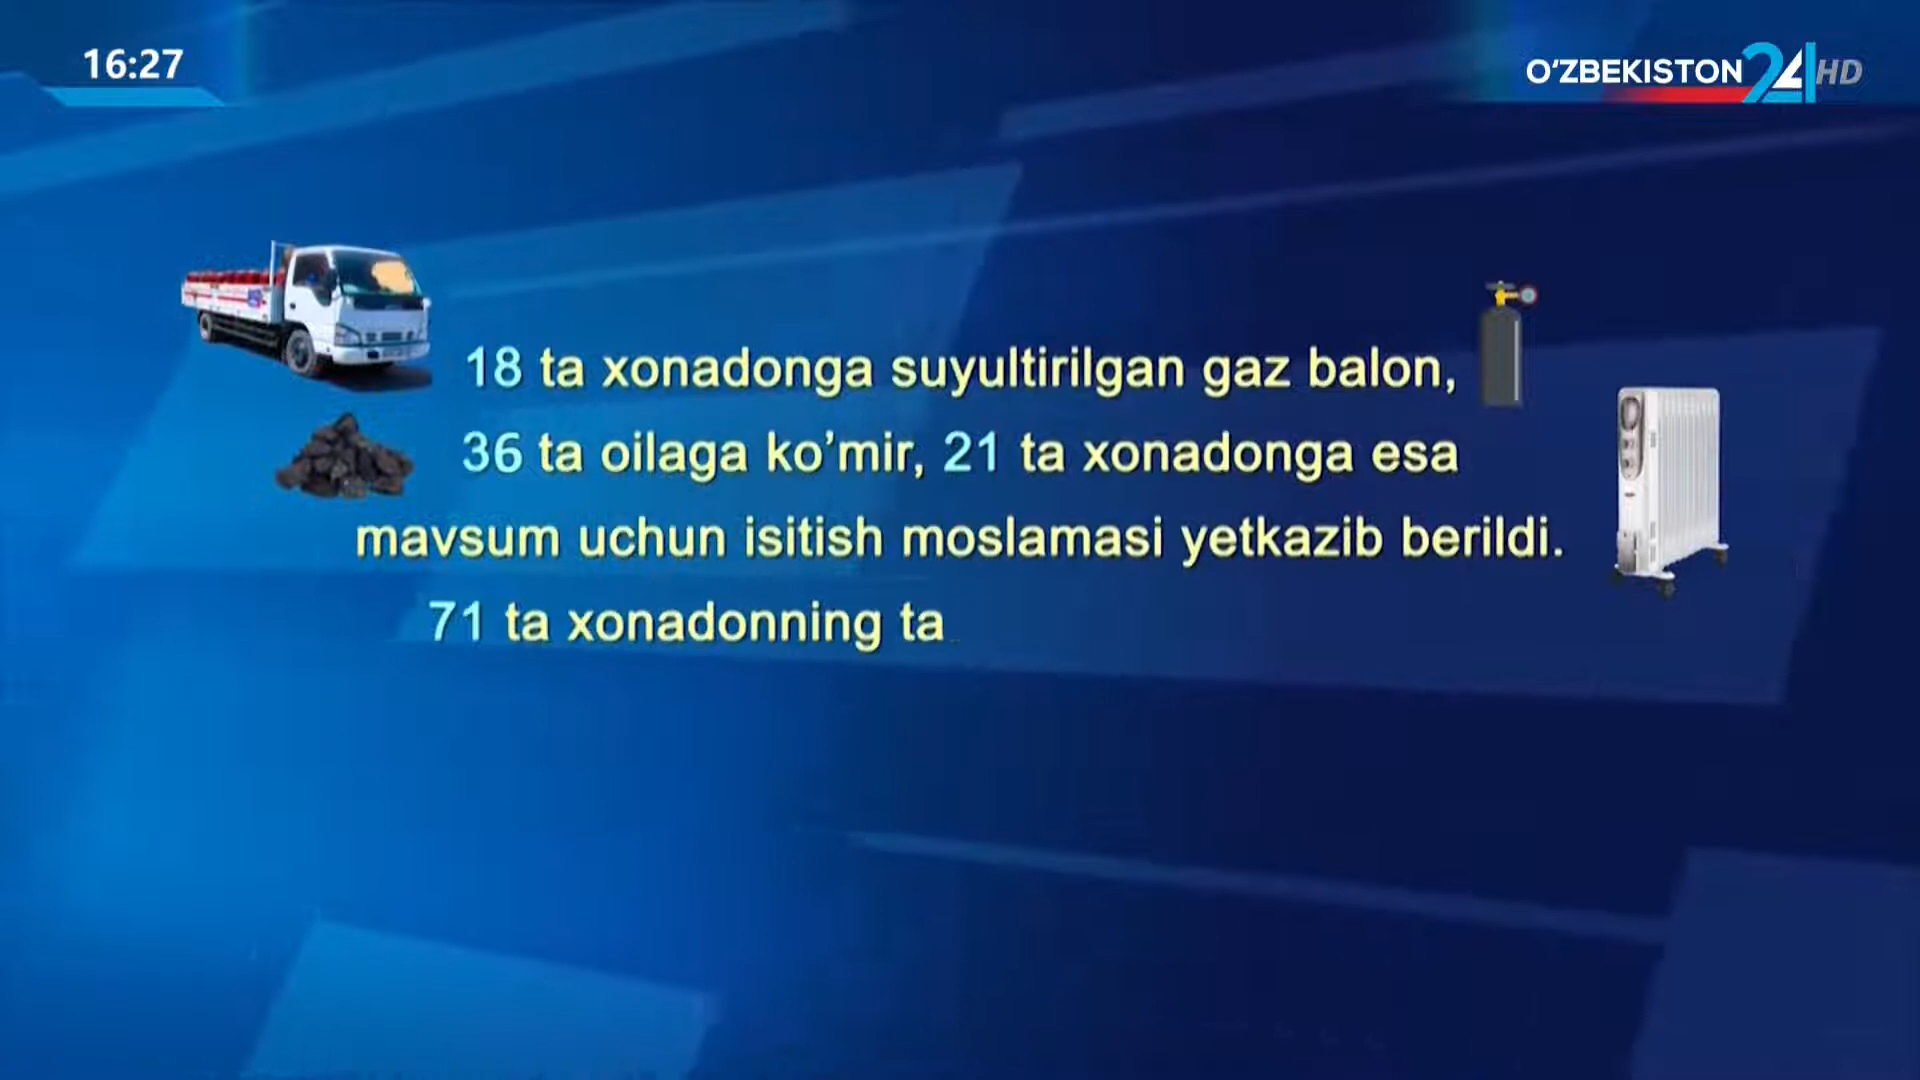 16:27
O‘ZBEKISTON 24 HD
18 ta xonadonga suyultirilgan gaz balon,
36 ta oilaga ko’mir, 21 ta xonadonga esa
mavsum uchun isitish moslamasi yetkazib berildi.
71 ta xonadonning ta